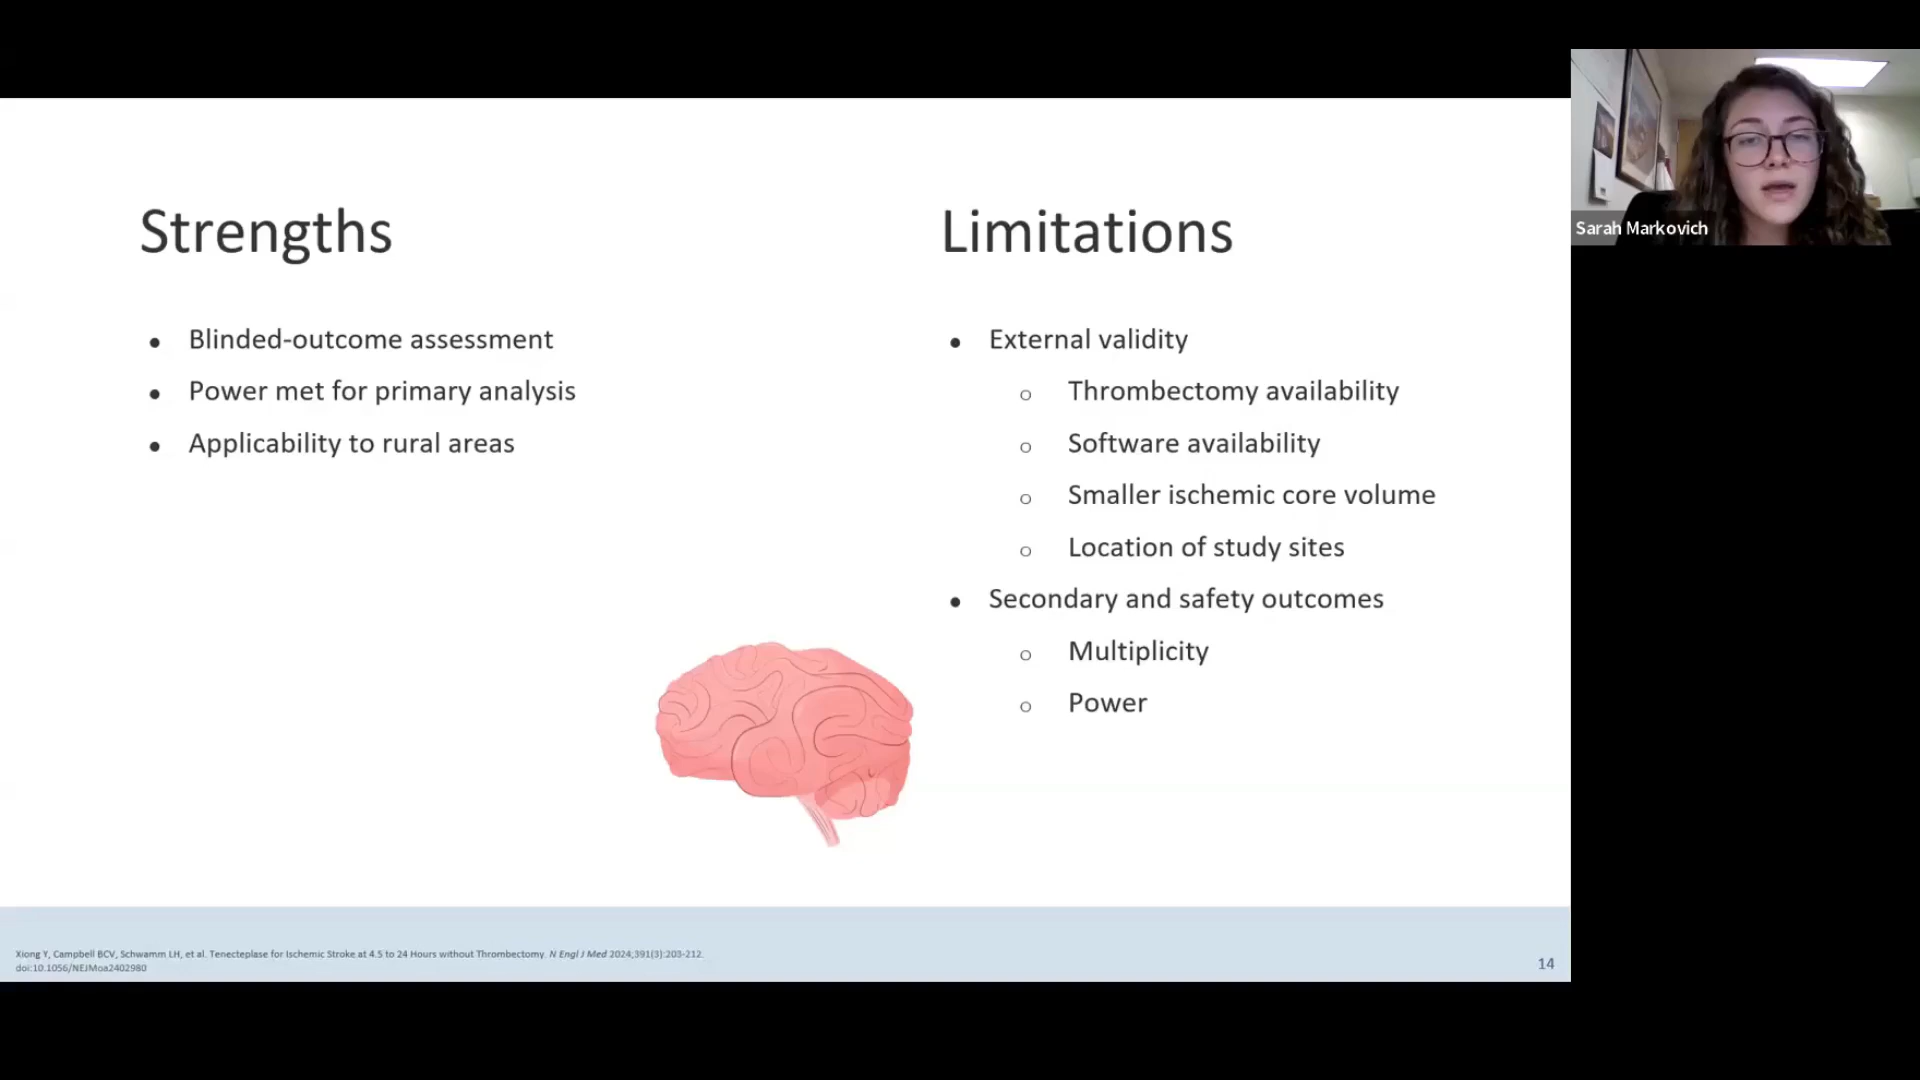 Strengths
• Blinded-outcome assessment
• Power met for primary analysis
• Applicability to rural areas
Limitations
• External validity
o Thrombectomy availability
o Software availability
o Smaller ischemic core volume
o Location of study sites
• Secondary and safety outcomes
o Multiplicity
o Power
Xiong Y, Campbell BCV, Schwamm LH, et al. Tenecteplase for Ischemic Stroke at 4.5 to 24 Hours without Thrombectomy. N Engl J Med 2024;391(3):203-212.
doi:10.1056/NEJMoa2402980
14
Sarah Markovich